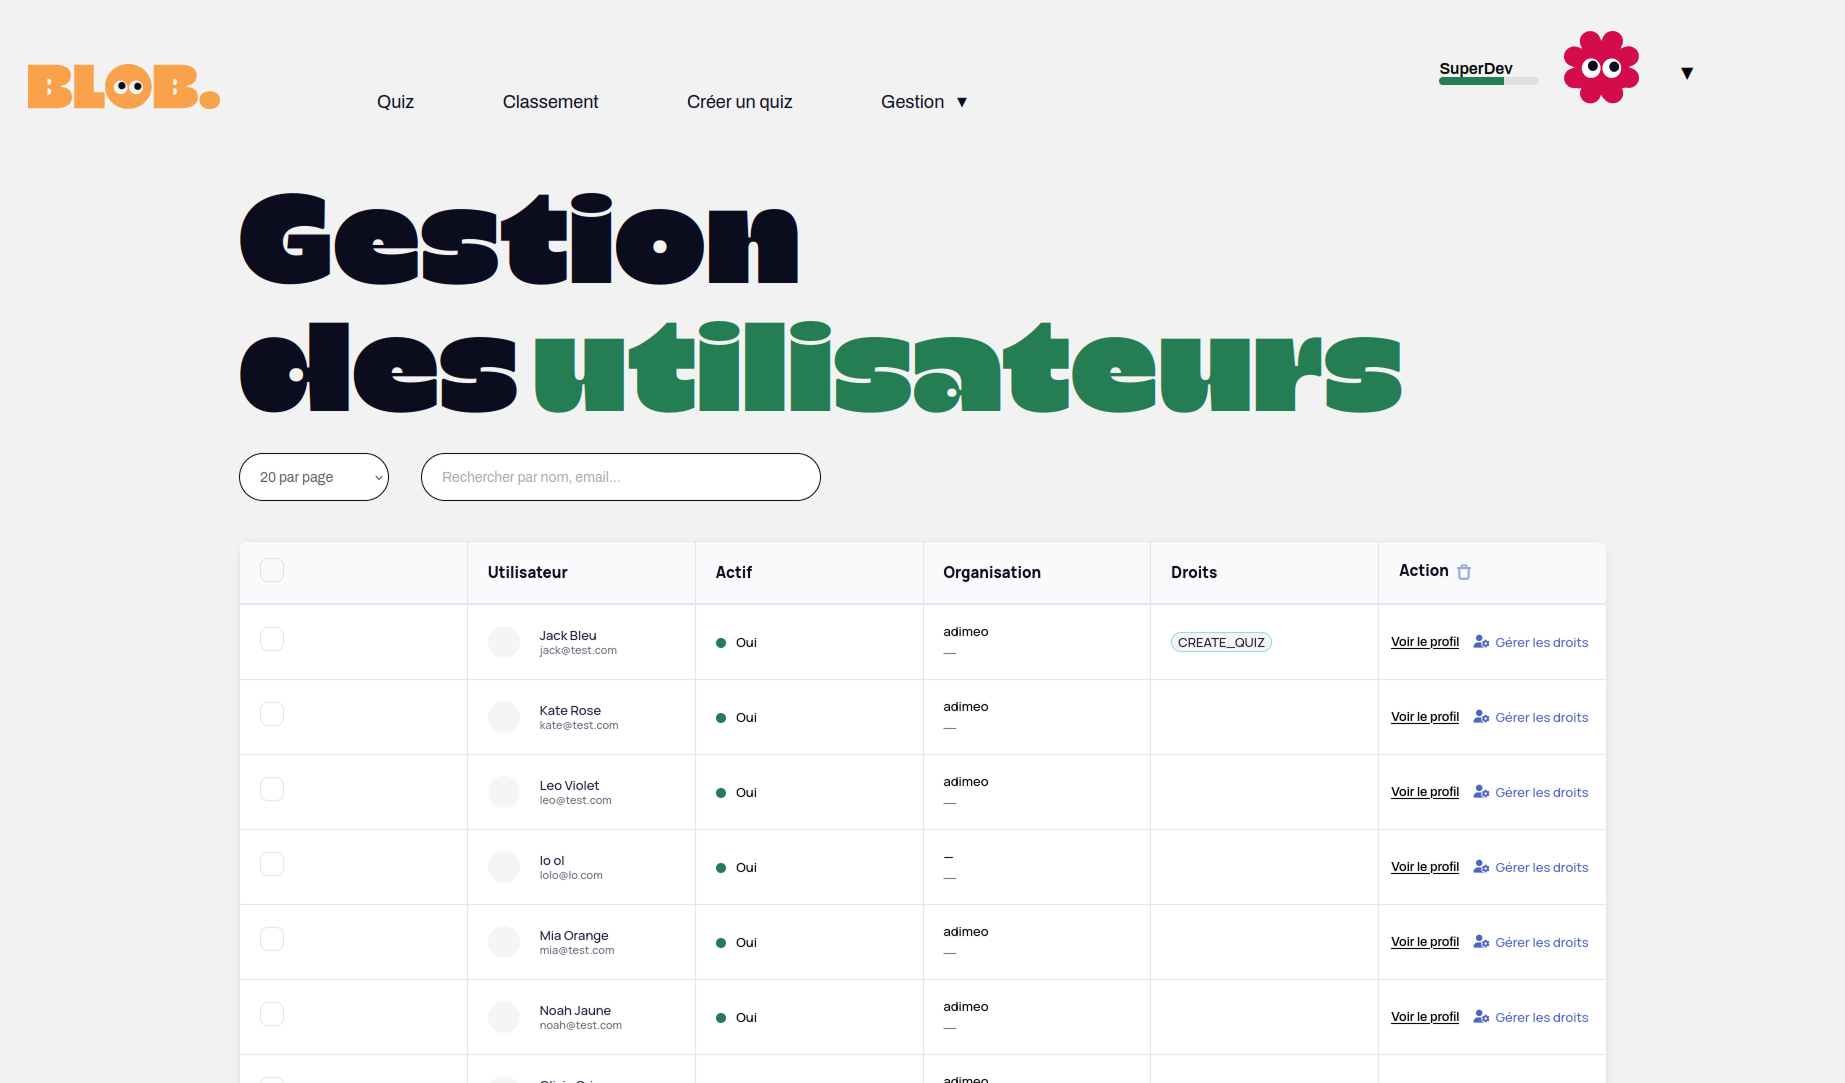 BLOB.
Quiz
Classement
Créer un quiz
Gestion ▼
SuperDev
▼
Gestion
des utilisateurs
20 par page
Rechercher par nom, email...
Utilisateur Actif Organisation Droits Action
Jack Bleu
jack@test.com
Oui
adimeo
—
CREATE_QUIZ
Voir le profil Gérer les droits
Kate Rose
kate@test.com
Oui
adimeo
—
Voir le profil Gérer les droits
Leo Violet
leo@test.com
Oui
adimeo
—
Voir le profil Gérer les droits
lo ol
lolo@lo.com
Oui
—
—
Voir le profil Gérer les droits
Mia Orange
mia@test.com
Oui
adimeo
—
Voir le profil Gérer les droits
Noah Jaune
noah@test.com
Oui
adimeo
—
Voir le profil Gérer les droits
adimeo